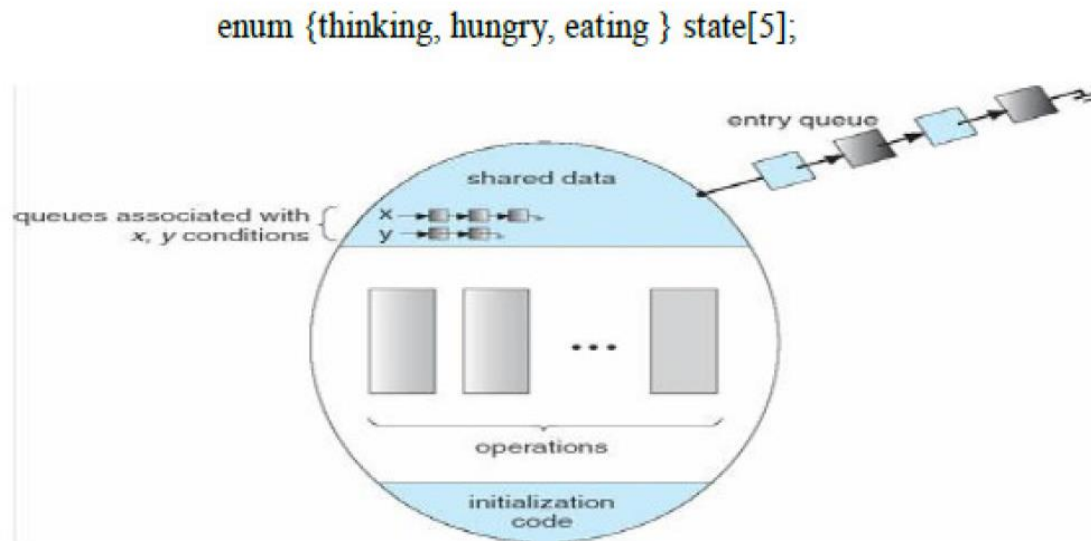 enum {thinking, hungry, eating } state[5];
entry queue
shared data
queues associated with
x, y conditions
x
y
...
operations
initialization
code